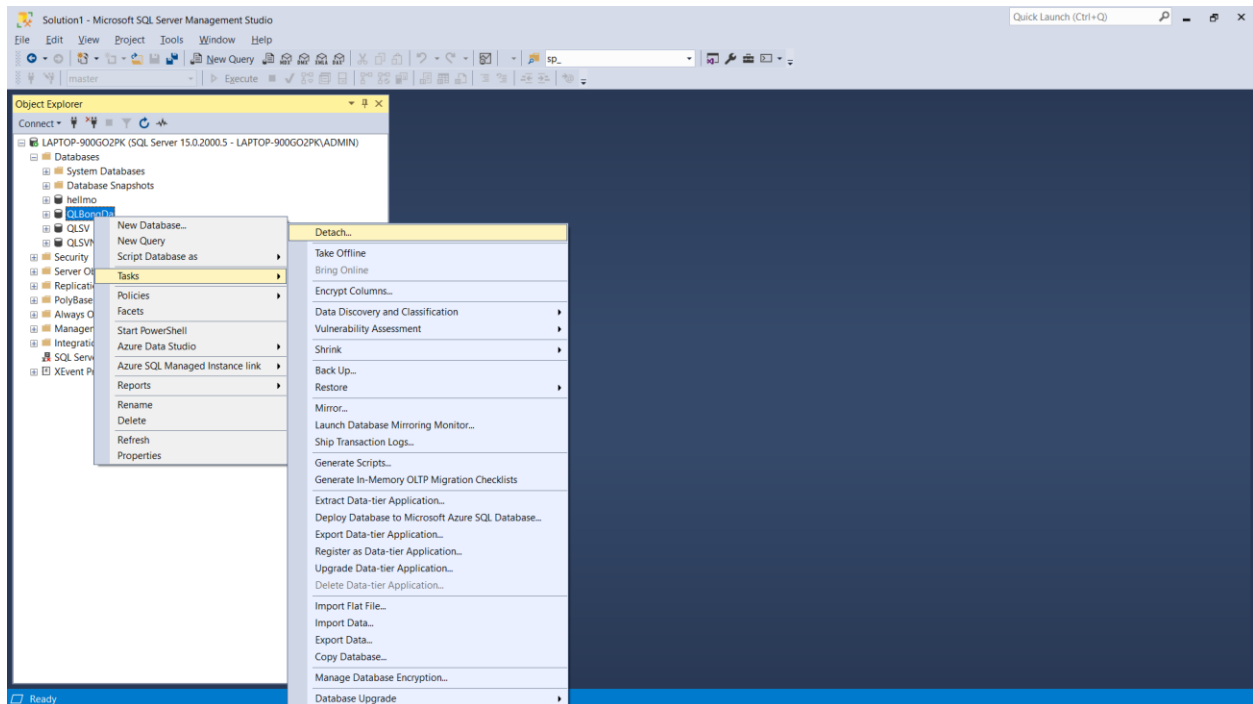 Solution1 - Microsoft SQL Server Management Studio
Quick Launch (Ctrl+Q)
File Edit View Project Tools Window Help
New Query
sp_
master
Execute
Object Explorer
Connect
LAPTOP-900GO2PK (SQL Server 15.0.2000.5 - LAPTOP-900GO2PK\ADMIN)
Databases
System Databases
Database Snapshots
hellmo
QLBongDa
QLSV
QLSVN
Security
Server Ob
Replicati
PolyBase
Always O
Manager
Integratio
SQL Serve
XEvent Pr
New Database...
New Query
Script Database as
Tasks
Policies
Facets
Start PowerShell
Azure Data Studio
Azure SQL Managed Instance link
Reports
Rename
Delete
Refresh
Properties
Detach...
Take Offline
Bring Online
Encrypt Columns...
Data Discovery and Classification
Vulnerability Assessment
Shrink
Back Up...
Restore
Mirror...
Launch Database Mirroring Monitor...
Ship Transaction Logs...
Generate Scripts...
Generate In-Memory OLTP Migration Checklists
Extract Data-tier Application...
Deploy Database to Microsoft Azure SQL Database...
Export Data-tier Application...
Register as Data-tier Application...
Upgrade Data-tier Application...
Delete Data-tier Application...
Import Flat File...
Import Data...
Export Data...
Copy Database...
Manage Database Encryption...
Database Upgrade
Ready